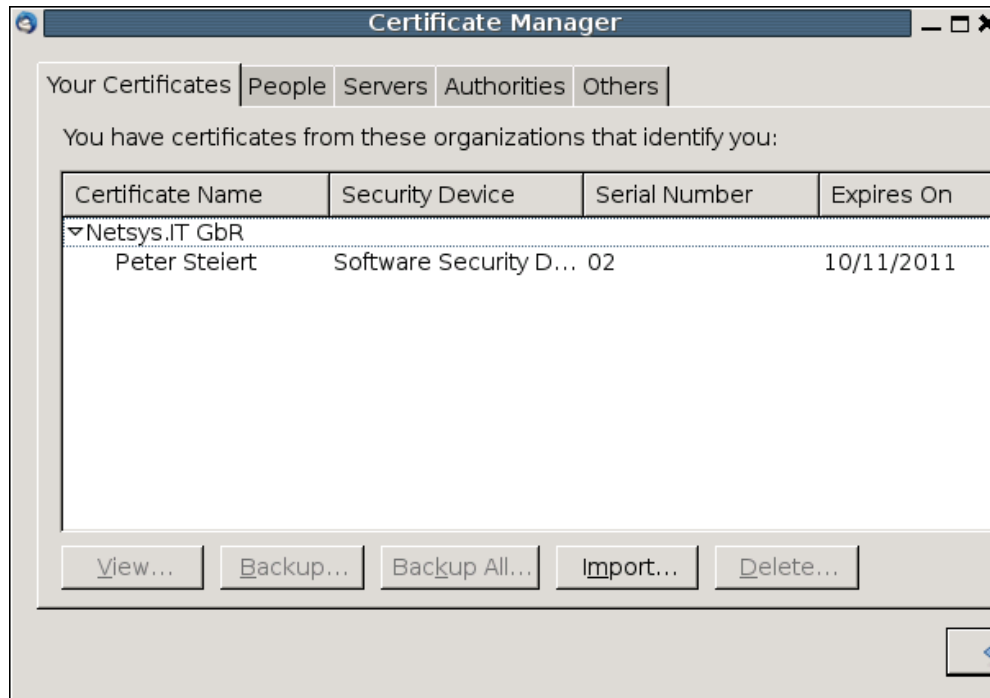 Certificate Manager
Your Certificates People Servers Authorities Others
You have certificates from these organizations that identify you:
Certificate Name Security Device Serial Number Expires On
Netsys.IT GbR
Peter Steiert Software Security D... 02 10/11/2011
View... Backup... Backup All... Import... Delete...